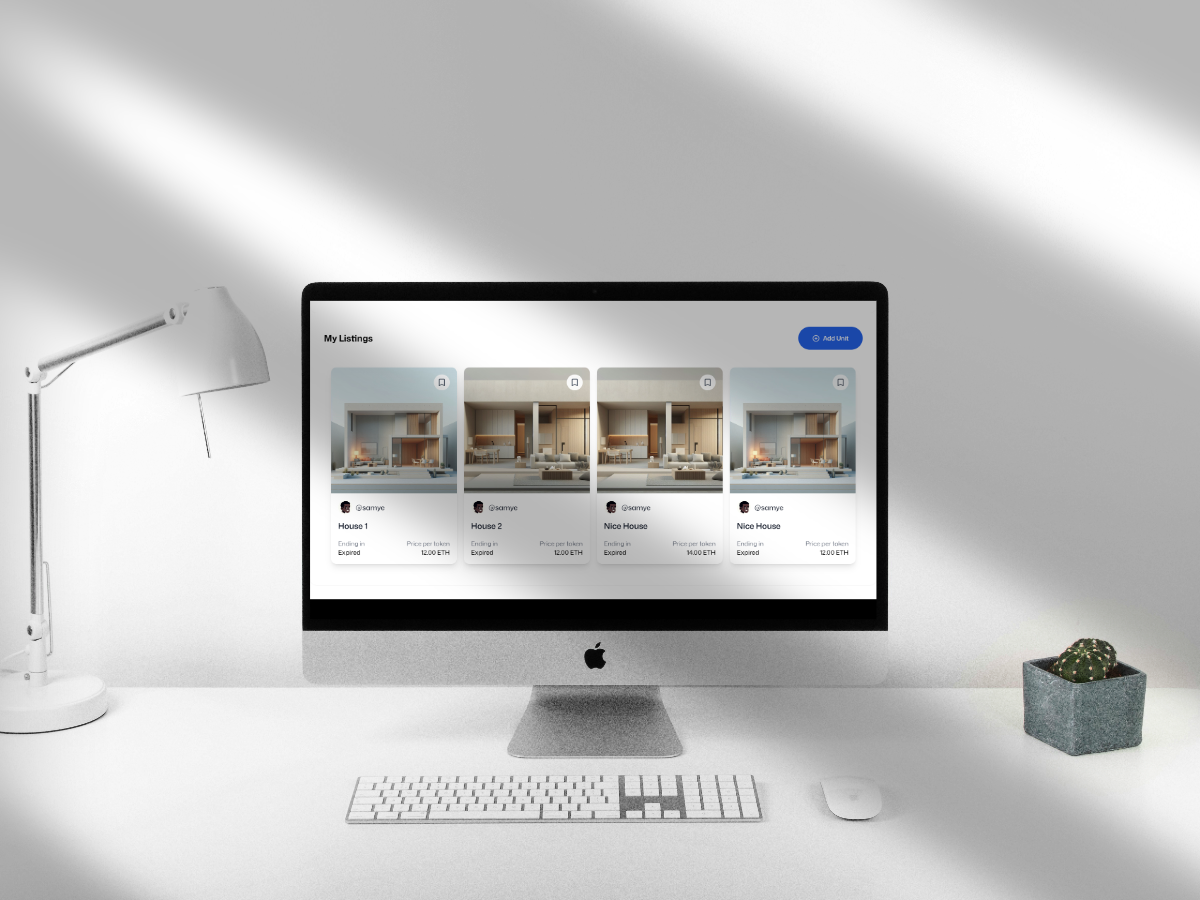 My Listings
Add Unit
@samye
@samye
@samye
@samye
House 1
House 2
Nice House
Nice House
Ending in Price per token
Ending in Price per token
Ending in Price per token
Ending in Price per token
Expired 12.00 ETH
Expired 12.00 ETH
Expired 14.00 ETH
Expired 12.00 ETH